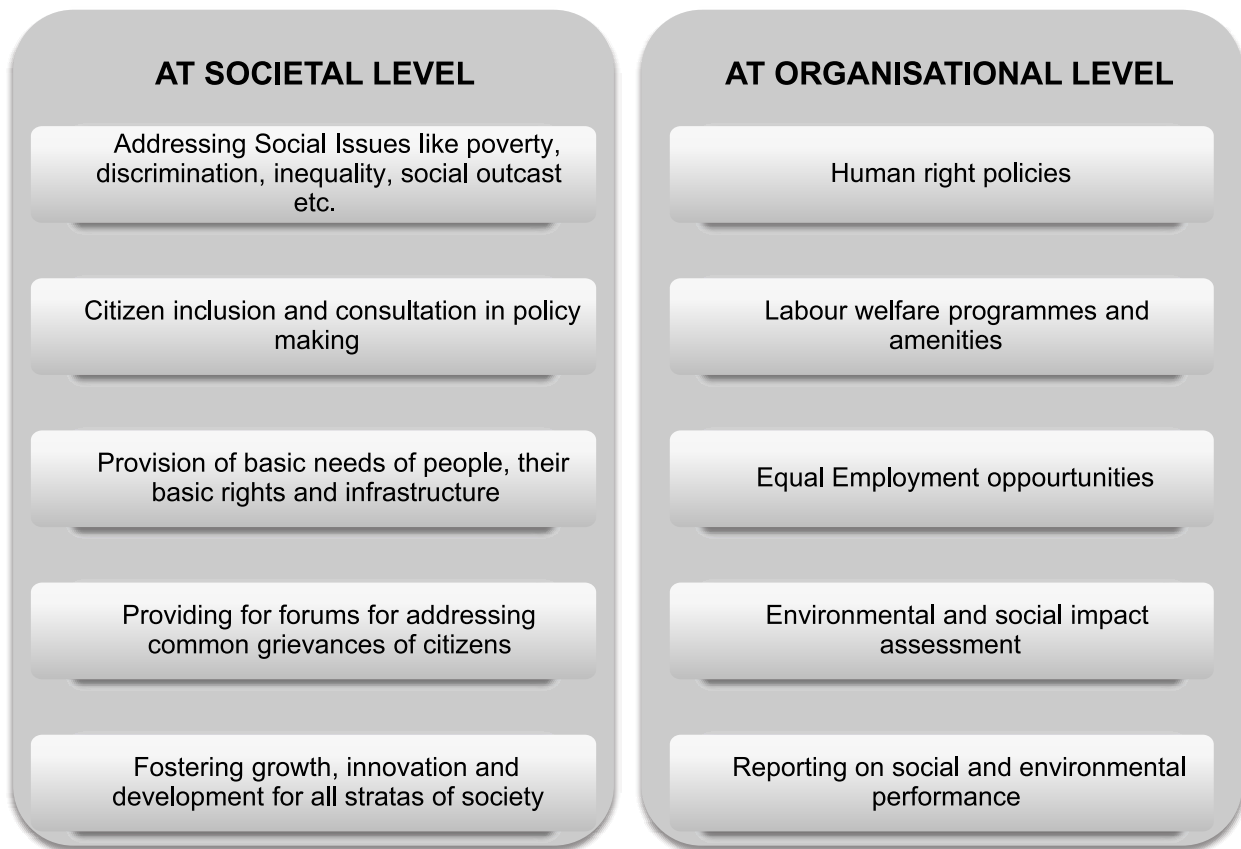 AT SOCIETAL LEVEL
Addressing Social Issues like poverty,
discrimination, inequality, social outcast
etc.
Citizen inclusion and consultation in policy
making
Provision of basic needs of people, their
basic rights and infrastructure
Providing for forums for addressing
common grievances of citizens
Fostering growth, innovation and
development for all stratas of society
AT ORGANISATIONAL LEVEL
Human right policies
Labour welfare programmes and
amenities
Equal Employment oppourtunities
Environmental and social impact
assessment
Reporting on social and environmental
performance